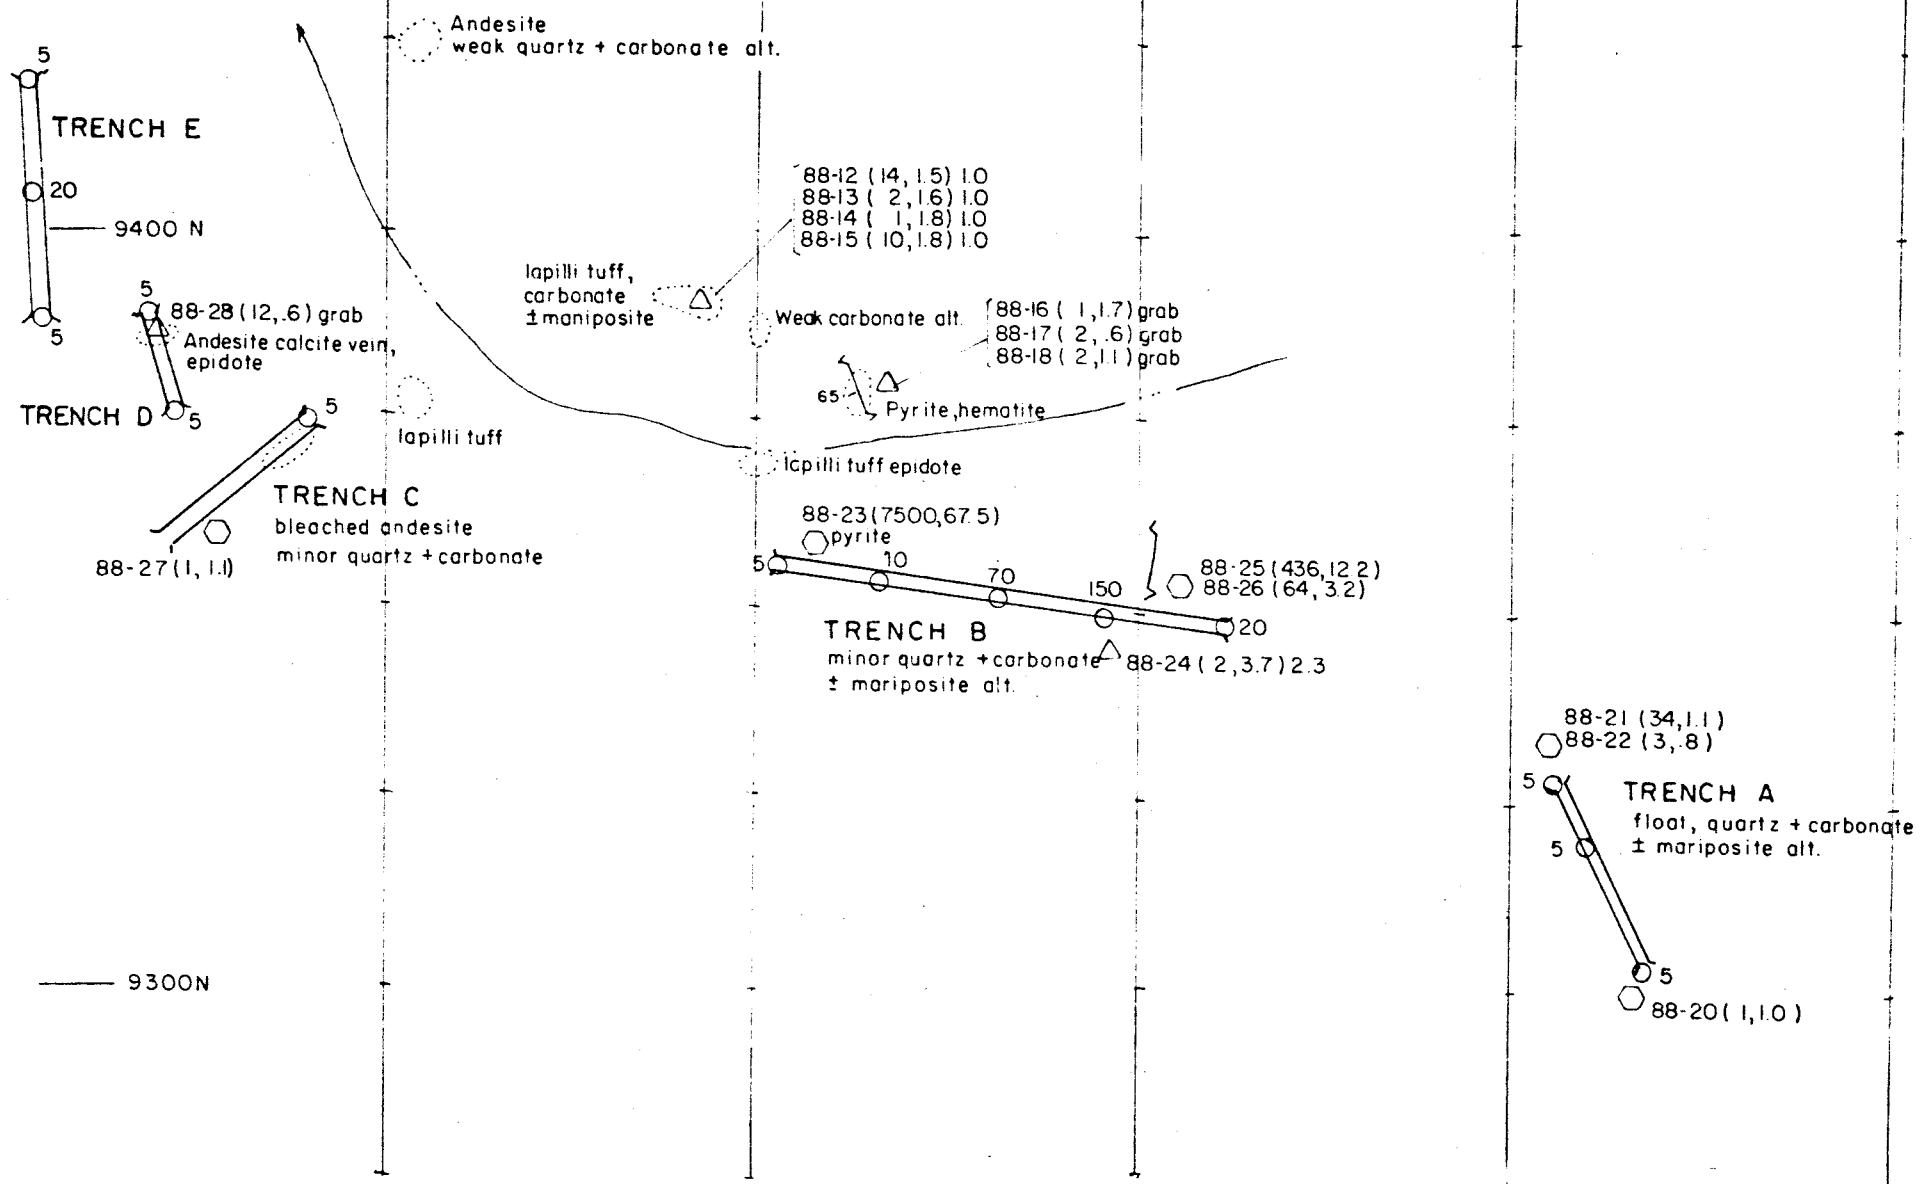 Andesite
weak quartz + carbonate alt.
5
TRENCH E
20
9400 N
5
88-12 (14, 1.5) 1.0
88-13 ( 2, 1.6) 1.0
88-14 ( 1, 1.8) 1.0
88-15 ( 10, 1.8) 1.0
lapilli tuff,
carbonate
± maniposite
Weak carbonate alt.
88-16 ( 1, 1.7) grab
88-17 ( 2, .6) grab
88-18 ( 2, 1.1) grab
65
Pyrite, hematite
5
88-28 (12, .6) grab
Andesite calcite vein,
epidote
TRENCH D
5
5
lapilli tuff
lapilli tuff epidote
TRENCH C
bleached andesite
minor quartz + carbonate
88-27 (1, 1.1)
88-23 (7500, 67.5)
pyrite
5
10
70
150
20
88-25 (436, 12.2)
88-26 (64, 3.2)
TRENCH B
minor quartz + carbonate
± mariposite alt.
88-24 ( 2, 3.7) 2.3
88-21 (34, 1.1)
88-22 (3, .8)
5
TRENCH A
float, quartz + carbonate
± mariposite alt.
5
5
88-20 ( 1, 1.0 )
9300N